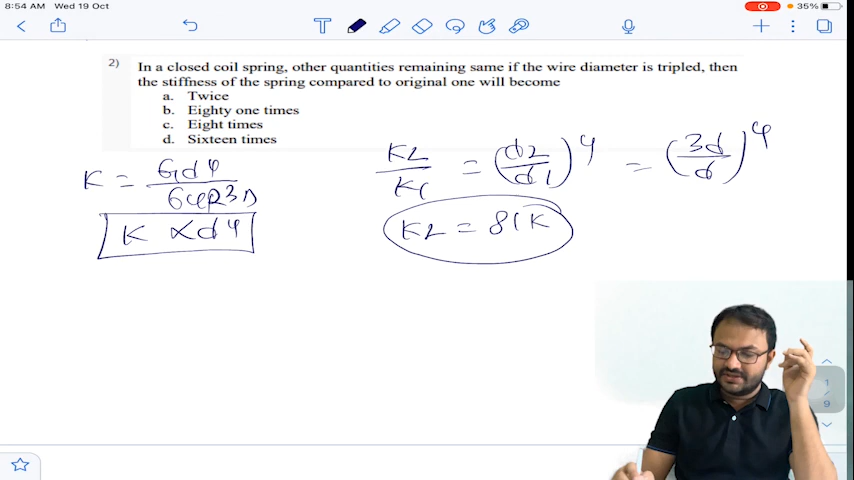 8:54 AM Wed 19 Oct
35%
2) In a closed coil spring, other quantities remaining same if the wire diameter is tripled, then
the stiffness of the spring compared to original one will become
a. Twice
b. Eighty one times
c. Eight times
d. Sixteen times
K = Gd⁴ / 64R³n
K ∝ d⁴
K2 / K1 = (d2 / d1)⁴ = (3d / d)⁴
K2 = 81K
1 / 9